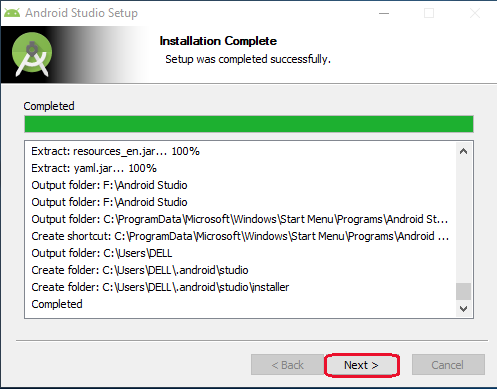 Android Studio Setup
Installation Complete
Setup was completed successfully.
Completed
Extract: resources_en.jar... 100%
Extract: yaml.jar... 100%
Output folder: F:\Android Studio
Output folder: F:\Android Studio
Output folder: C:\ProgramData\Microsoft\Windows\Start Menu\Programs\Android St...
Create shortcut: C:\ProgramData\Microsoft\Windows\Start Menu\Programs\Android ...
Output folder: C:\Users\DELL
Create folder: C:\Users\DELL\.android\studio
Create folder: C:\Users\DELL\.android\studio\installer
Completed
< Back Next > Cancel